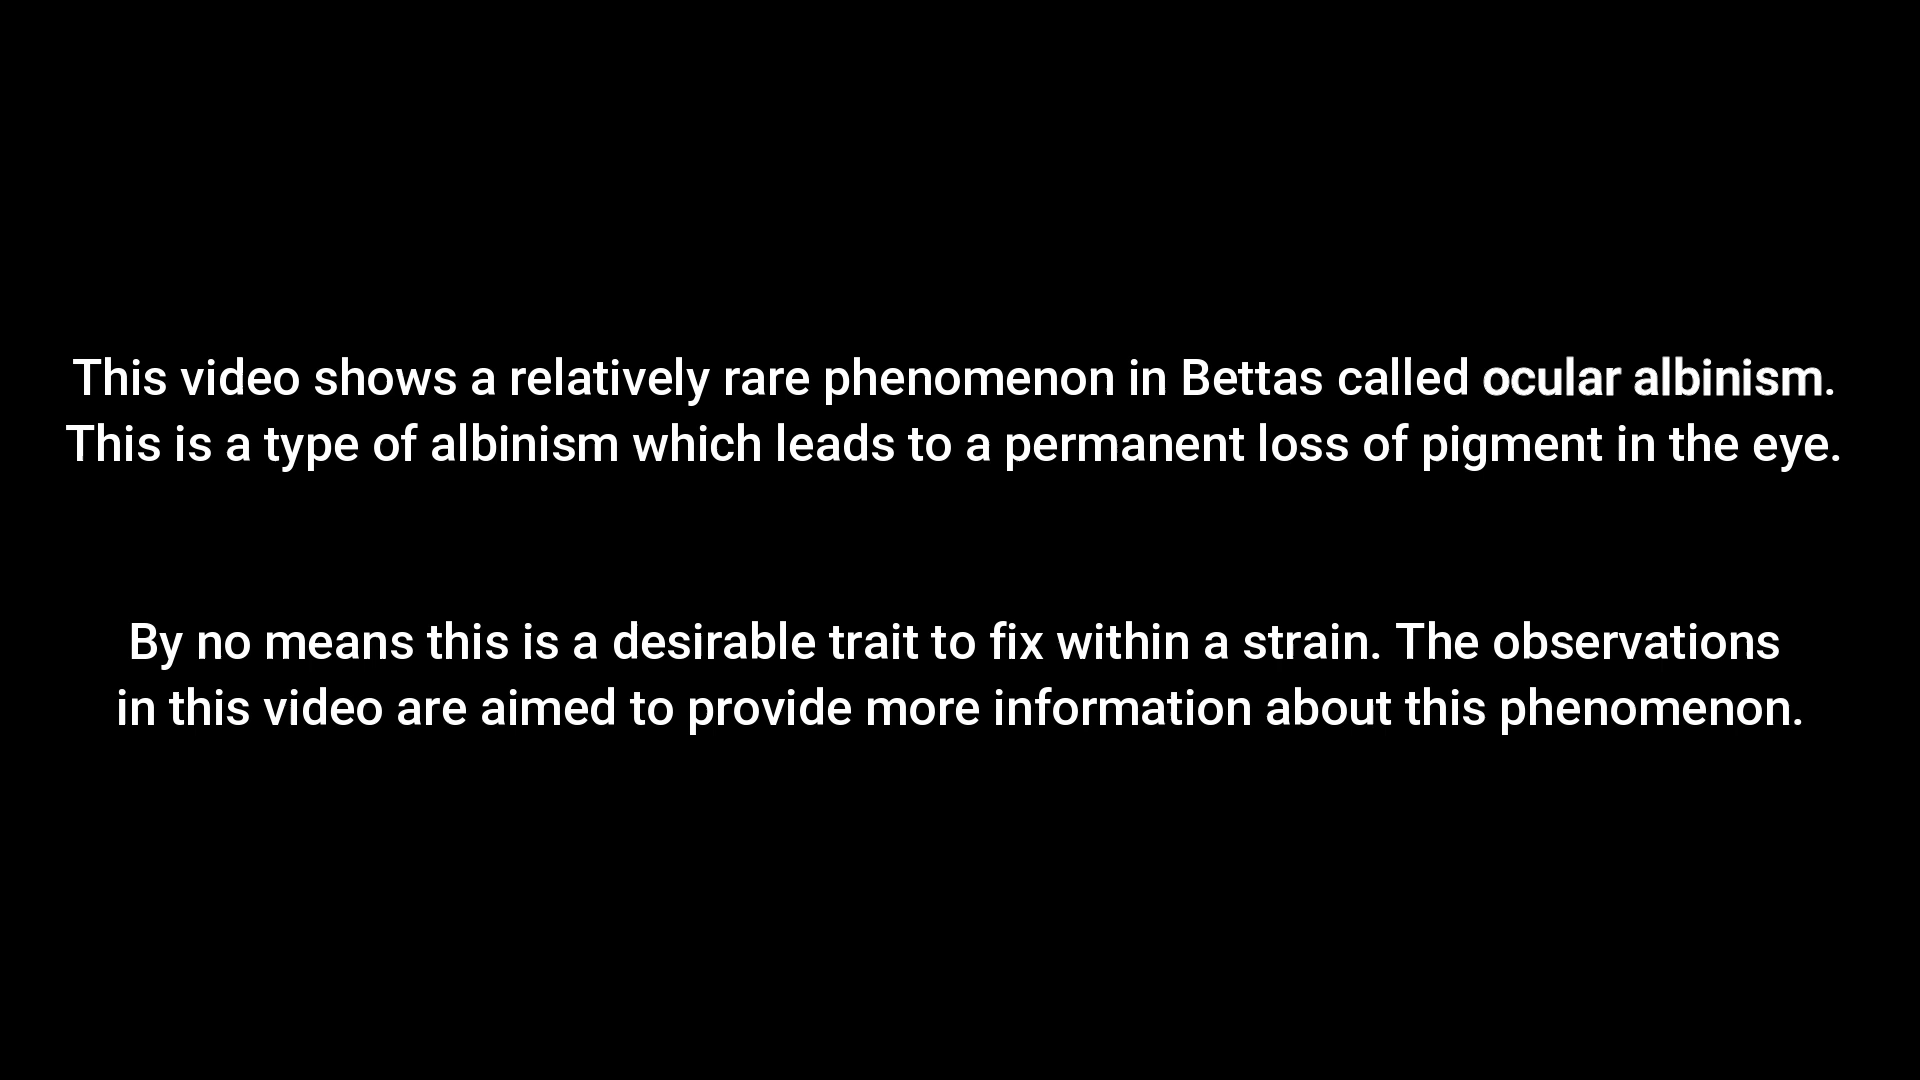 This video shows a relatively rare phenomenon in Bettas called ocular albinism.
This is a type of albinism which leads to a permanent loss of pigment in the eye.
By no means this is a desirable trait to fix within a strain. The observations
in this video are aimed to provide more information about this phenomenon.